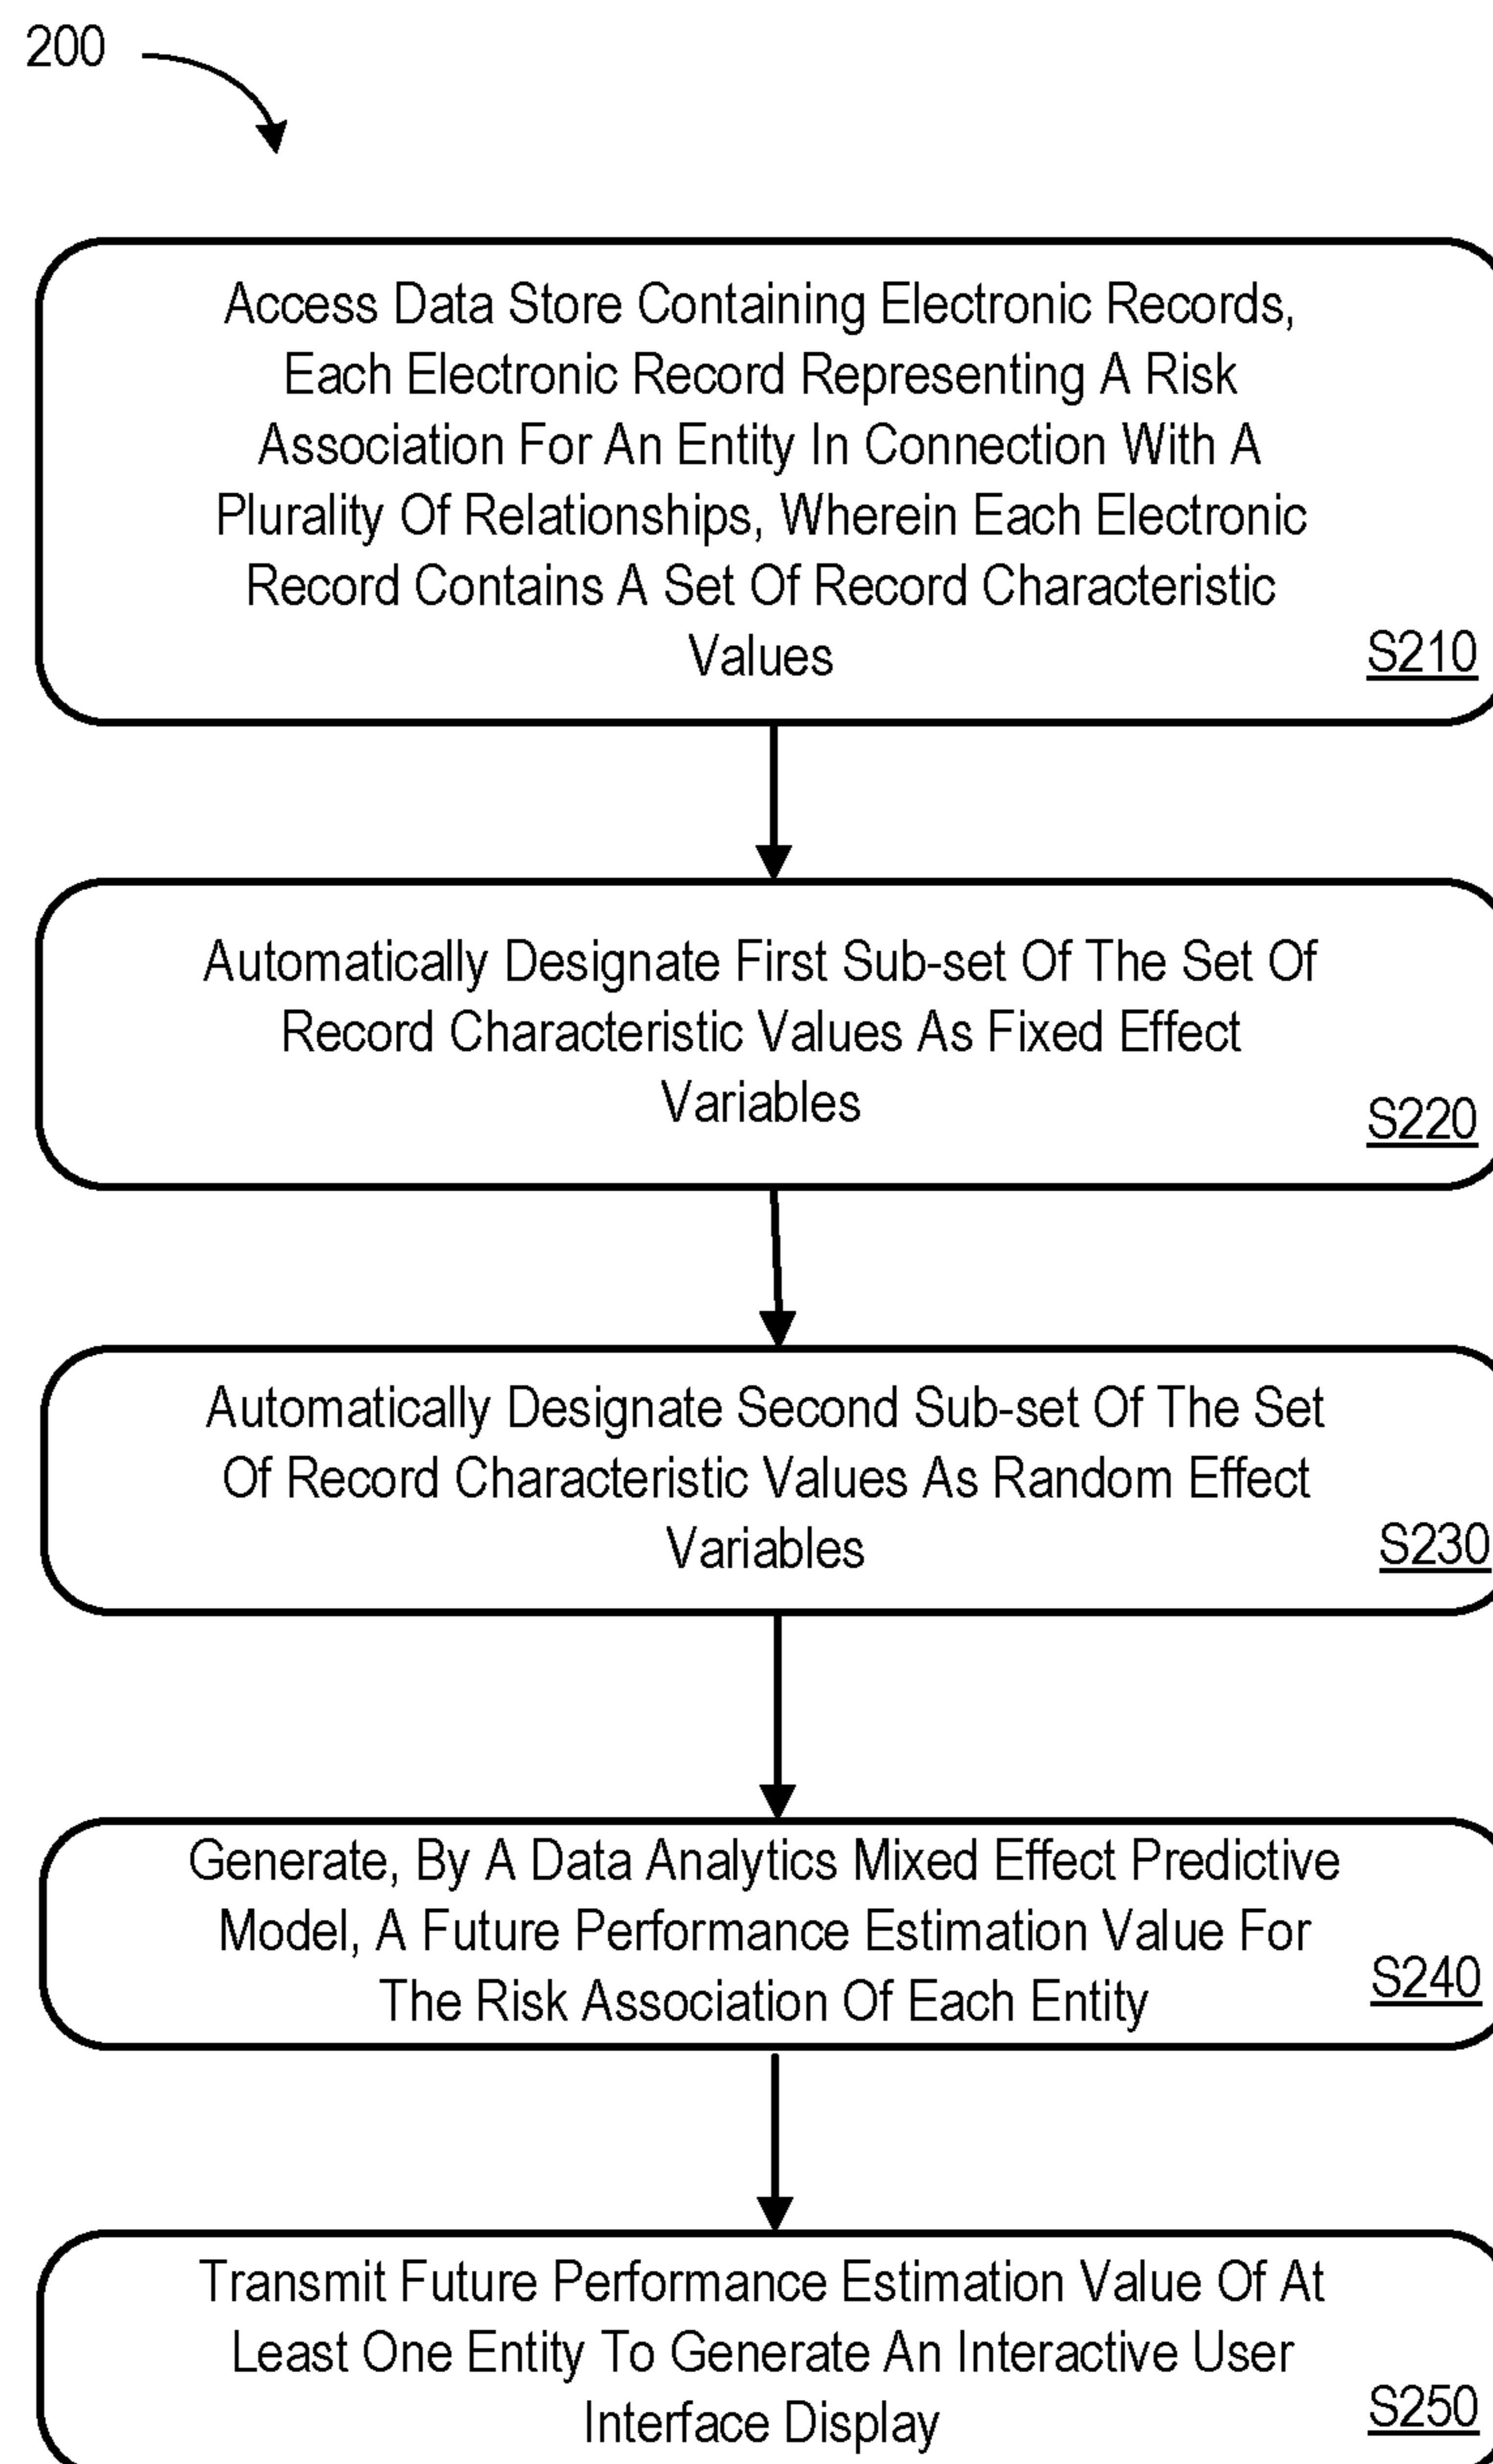 200
Access Data Store Containing Electronic Records,
Each Electronic Record Representing A Risk
Association For An Entity In Connection With A
Plurality Of Relationships, Wherein Each Electronic
Record Contains A Set Of Record Characteristic
Values
S210
Automatically Designate First Sub-set Of The Set Of
Record Characteristic Values As Fixed Effect
Variables
S220
Automatically Designate Second Sub-set Of The Set
Of Record Characteristic Values As Random Effect
Variables
S230
Generate, By A Data Analytics Mixed Effect Predictive
Model, A Future Performance Estimation Value For
The Risk Association Of Each Entity
S240
Transmit Future Performance Estimation Value Of At
Least One Entity To Generate An Interactive User
Interface Display
S250